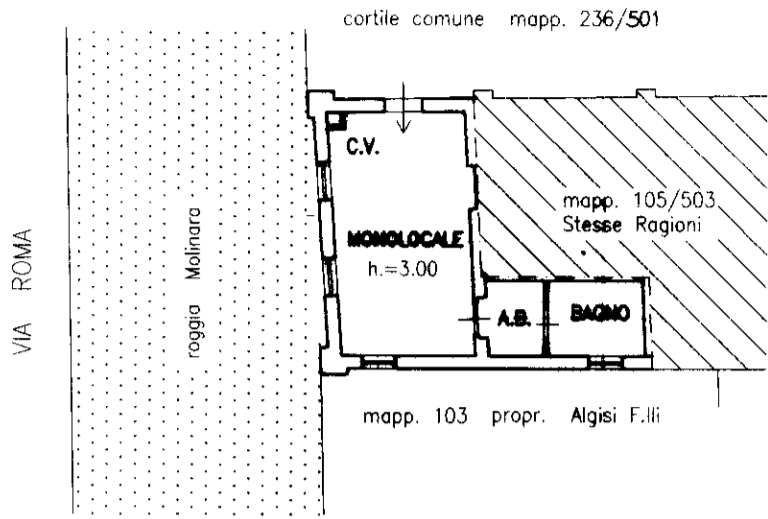 cortile comune mapp. 236/501
C.V.
mapp. 105/503
Stesse Ragioni
MONOLOCALE
h.=3.00
VIA ROMA
roggia Molinara
A.B.
BAGNO
mapp. 103 propr. Algisi F.lli